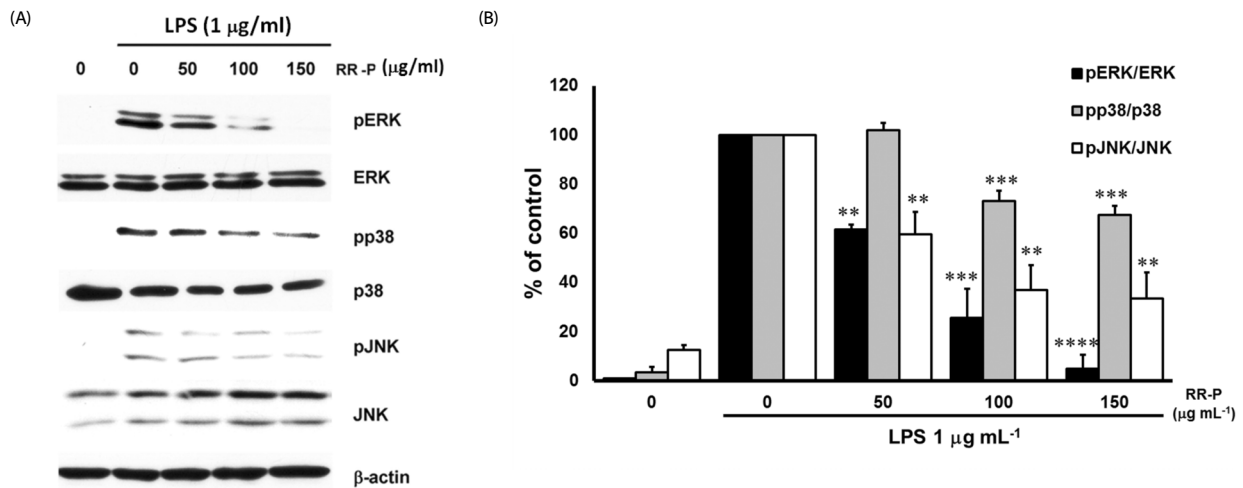 (A)
LPS (1 μg/ml)
0 0 50 100 150 RR-P (μg/ml)
pERK
ERK
pp38
p38
pJNK
JNK
β-actin
(B)
pERK/ERK
pp38/p38
pJNK/JNK
% of control
120
100
80
60
40
20
0
** **
*** *** **
**** *** **
0 0 50 100 150 RR-P
(μg mL-1)
LPS 1 μg mL-1